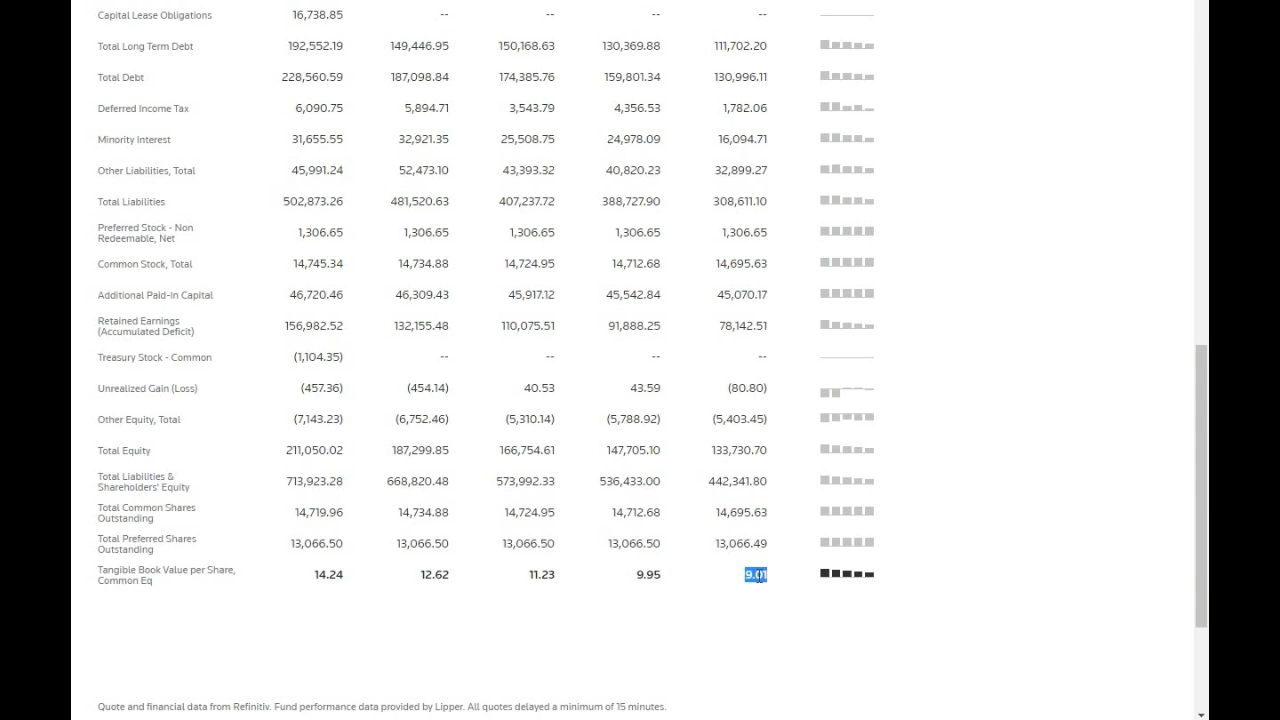 Capital Lease Obligations 16,738.85 -- -- -- --
Total Long Term Debt 192,552.19 149,446.95 150,168.63 130,369.88 111,702.20
Total Debt 228,560.59 187,098.84 174,385.76 159,801.34 130,996.11
Deferred Income Tax 6,090.75 5,894.71 3,543.79 4,356.53 1,782.06
Minority Interest 31,655.55 32,921.35 25,508.75 24,978.09 16,094.71
Other Liabilities, Total 45,991.24 52,473.10 43,393.32 40,820.23 32,899.27
Total Liabilities 502,873.26 481,520.63 407,237.72 388,727.90 308,611.10
Preferred Stock - Non
Redeemable, Net 1,306.65 1,306.65 1,306.65 1,306.65 1,306.65
Common Stock, Total 14,745.34 14,734.88 14,724.95 14,712.68 14,695.63
Additional Paid-In Capital 46,720.46 46,309.43 45,917.12 45,542.84 45,070.17
Retained Earnings
(Accumulated Deficit) 156,982.52 132,155.48 110,075.51 91,888.25 78,142.51
Treasury Stock - Common (1,104.35) -- -- -- --
Unrealized Gain (Loss) (457.36) (454.14) 40.53 43.59 (80.80)
Other Equity, Total (7,143.23) (6,752.46) (5,310.14) (5,788.92) (5,403.45)
Total Equity 211,050.02 187,299.85 166,754.61 147,705.10 133,730.70
Total Liabilities &
Shareholders' Equity 713,923.28 668,820.48 573,992.33 536,433.00 442,341.80
Total Common Shares
Outstanding 14,719.96 14,734.88 14,724.95 14,712.68 14,695.63
Total Preferred Shares
Outstanding 13,066.50 13,066.50 13,066.50 13,066.50 13,066.49
Tangible Book Value per Share,
Common Eq 14.24 12.62 11.23 9.95
Quote and financial data from Refinitiv. Fund performance data provided by Lipper. All quotes delayed a minimum of 15 minutes.